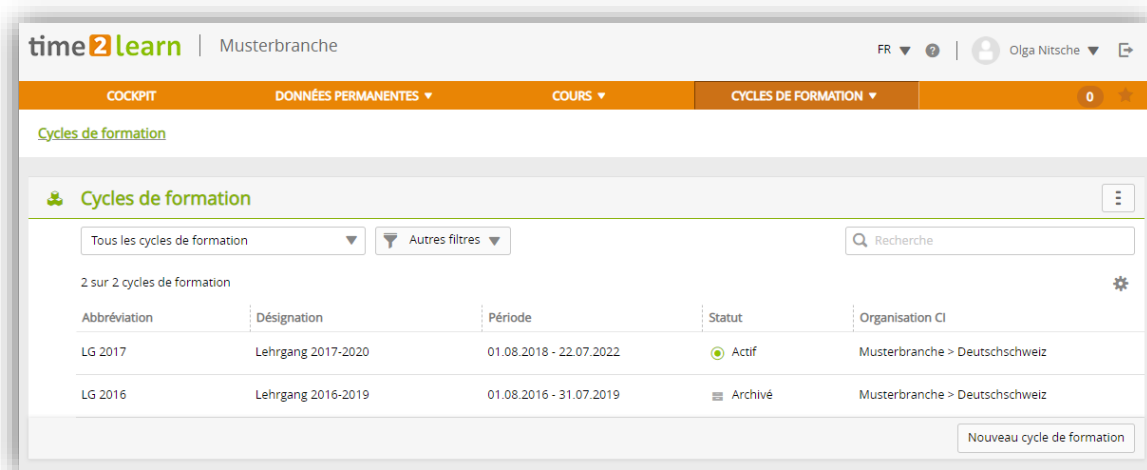 time2learn | Musterbranche
FR ▼ ? | Olga Nitsche ▼
COCKPIT DONNÉES PERMANENTES ▼ COURS ▼ CYCLES DE FORMATION ▼ 0
Cycles de formation
Cycles de formation
Tous les cycles de formation ▼ Autres filtres ▼ Recherche
2 sur 2 cycles de formation
Abbréviation Désignation Période Statut Organisation CI
LG 2017 Lehrgang 2017-2020 01.08.2018 - 22.07.2022 Actif Musterbranche > Deutschschweiz
LG 2016 Lehrgang 2016-2019 01.08.2016 - 31.07.2019 Archivé Musterbranche > Deutschschweiz
Nouveau cycle de formation